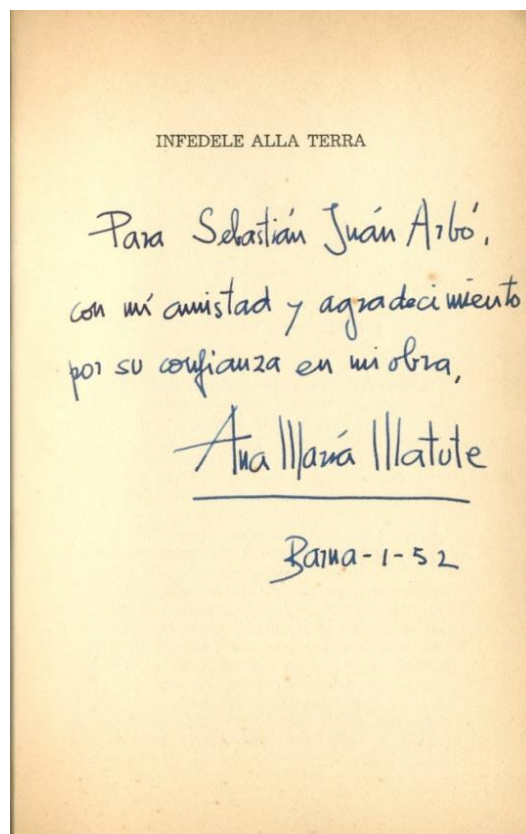 INFEDELE ALLA TERRA
Para Sebastián Juán Arbó,
con mi amistad y agradecimiento
por su confianza en mi obra,
Ana María Matute
Barna-1-52